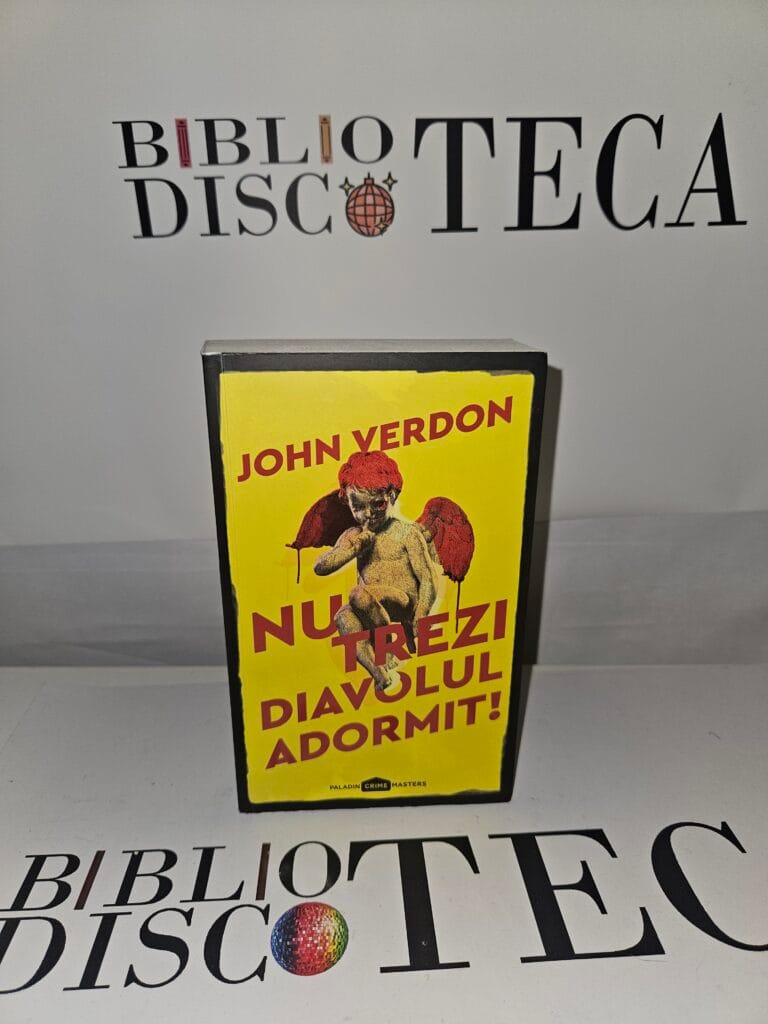 BIBLIO
DISCOTECA
JOHN VERDON
NU
TREZI
DIAVOLUL
ADORMIT!
PALADIN CRIME MASTERS
BIBLIO
DISCOTEC